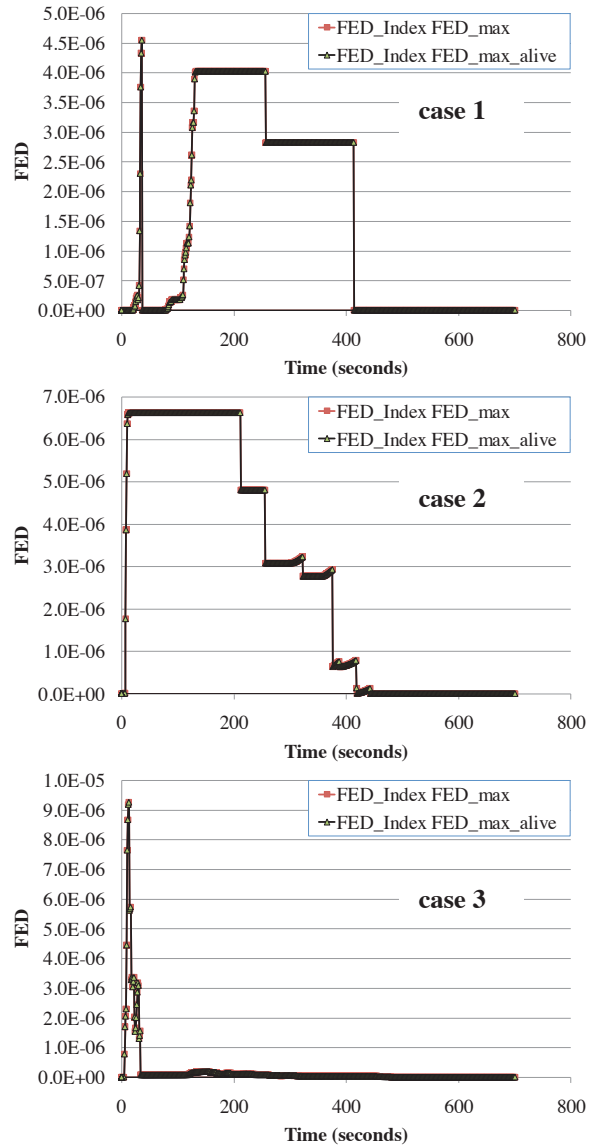 5.0E-06
4.5E-06
4.0E-06
3.5E-06
3.0E-06
2.5E-06
2.0E-06
1.5E-06
1.0E-06
5.0E-07
0.0E+00
FED
FED_Index FED_max
FED_Index FED_max_alive
case 1
0 200 400 600 800
Time (seconds)
7.0E-06
6.0E-06
5.0E-06
4.0E-06
3.0E-06
2.0E-06
1.0E-06
0.0E+00
FED
FED_Index FED_max
FED_Index FED_max_alive
case 2
0 200 400 600 800
Time (seconds)
1.0E-05
9.0E-06
8.0E-06
7.0E-06
6.0E-06
5.0E-06
4.0E-06
3.0E-06
2.0E-06
1.0E-06
0.0E+00
FED
FED_Index FED_max
FED_Index FED_max_alive
case 3
0 200 400 600 800
Time (seconds)